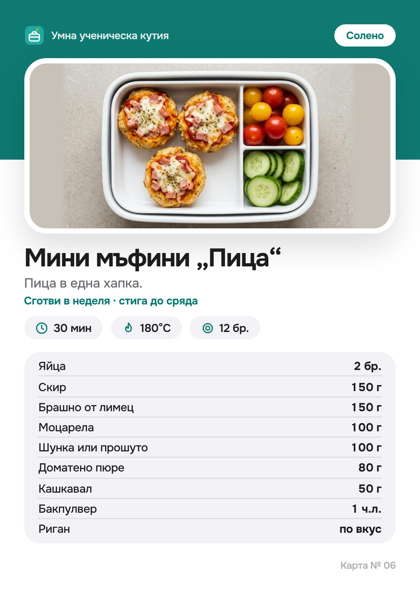 Умна ученическа кутия
Солено
Мини мъфини „Пица“
Пица в една хапка.
Сготви в неделя · стига до сряда
30 мин
180°C
12 бр.
Яйца 2 бр.
Скир 150 г
Брашно от лимец 150 г
Моцарела 100 г
Шунка или прошуто 100 г
Доматено пюре 80 г
Кашкавал 50 г
Бакпулвер 1 ч.л.
Риган по вкус
Карта № 06